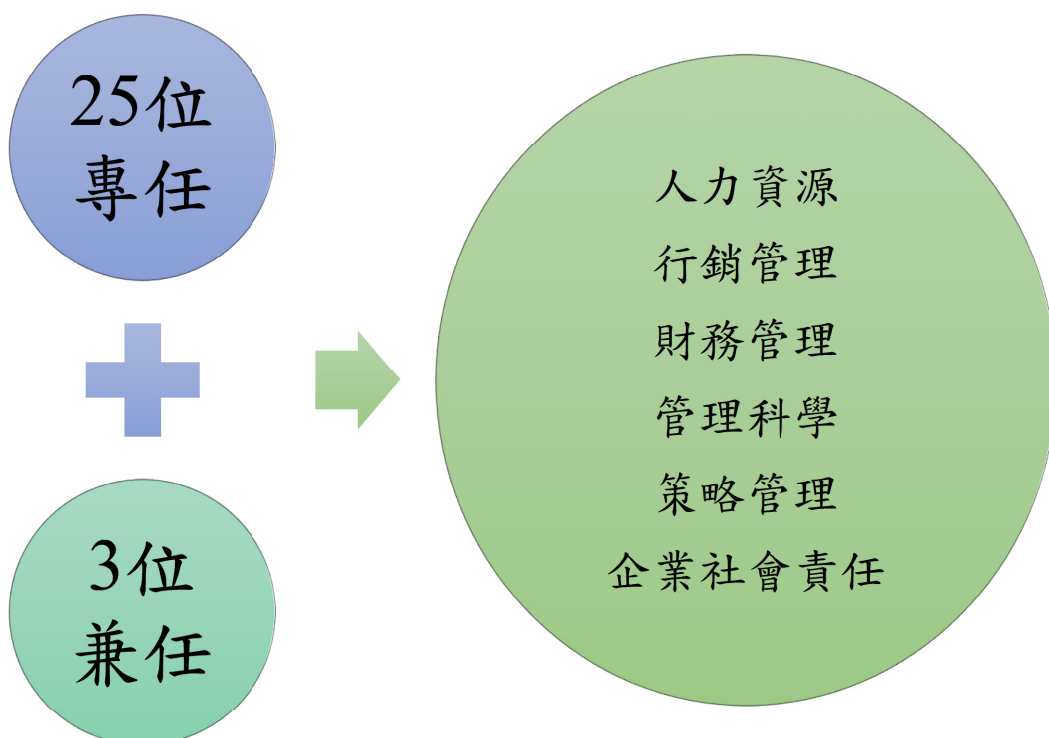 25位
專任
3位
兼任
人力資源
行銷管理
財務管理
管理科學
策略管理
企業社會責任